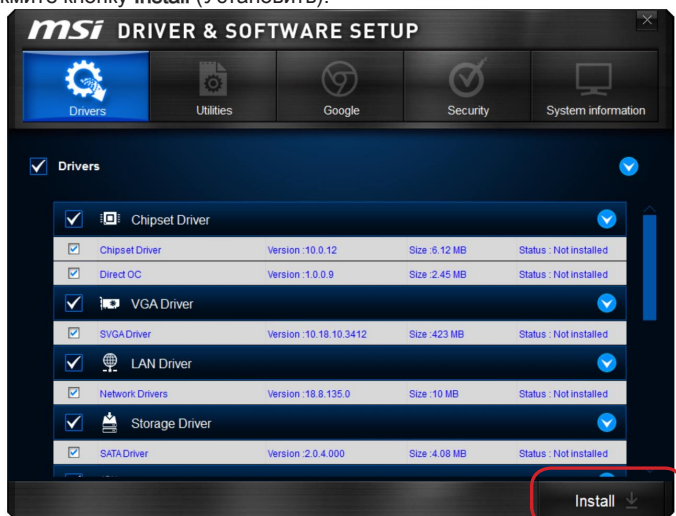 кмите кнопку Install (Установить).
msi DRIVER & SOFTWARE SETUP
Drivers Utilities Google Security System information
Drivers
Chipset Driver
Chipset Driver Version :10.0.12 Size :6.12 MB Status : Not installed
Direct OC Version :1.0.0.9 Size :2.45 MB Status : Not installed
VGA Driver
SVGA Driver Version :10.18.10.3412 Size :423 MB Status : Not installed
LAN Driver
Network Drivers Version :18.8.135.0 Size :10 MB Status : Not installed
Storage Driver
SATA Driver Version :2.0.4.000 Size :4.08 MB Status : Not installed
Install